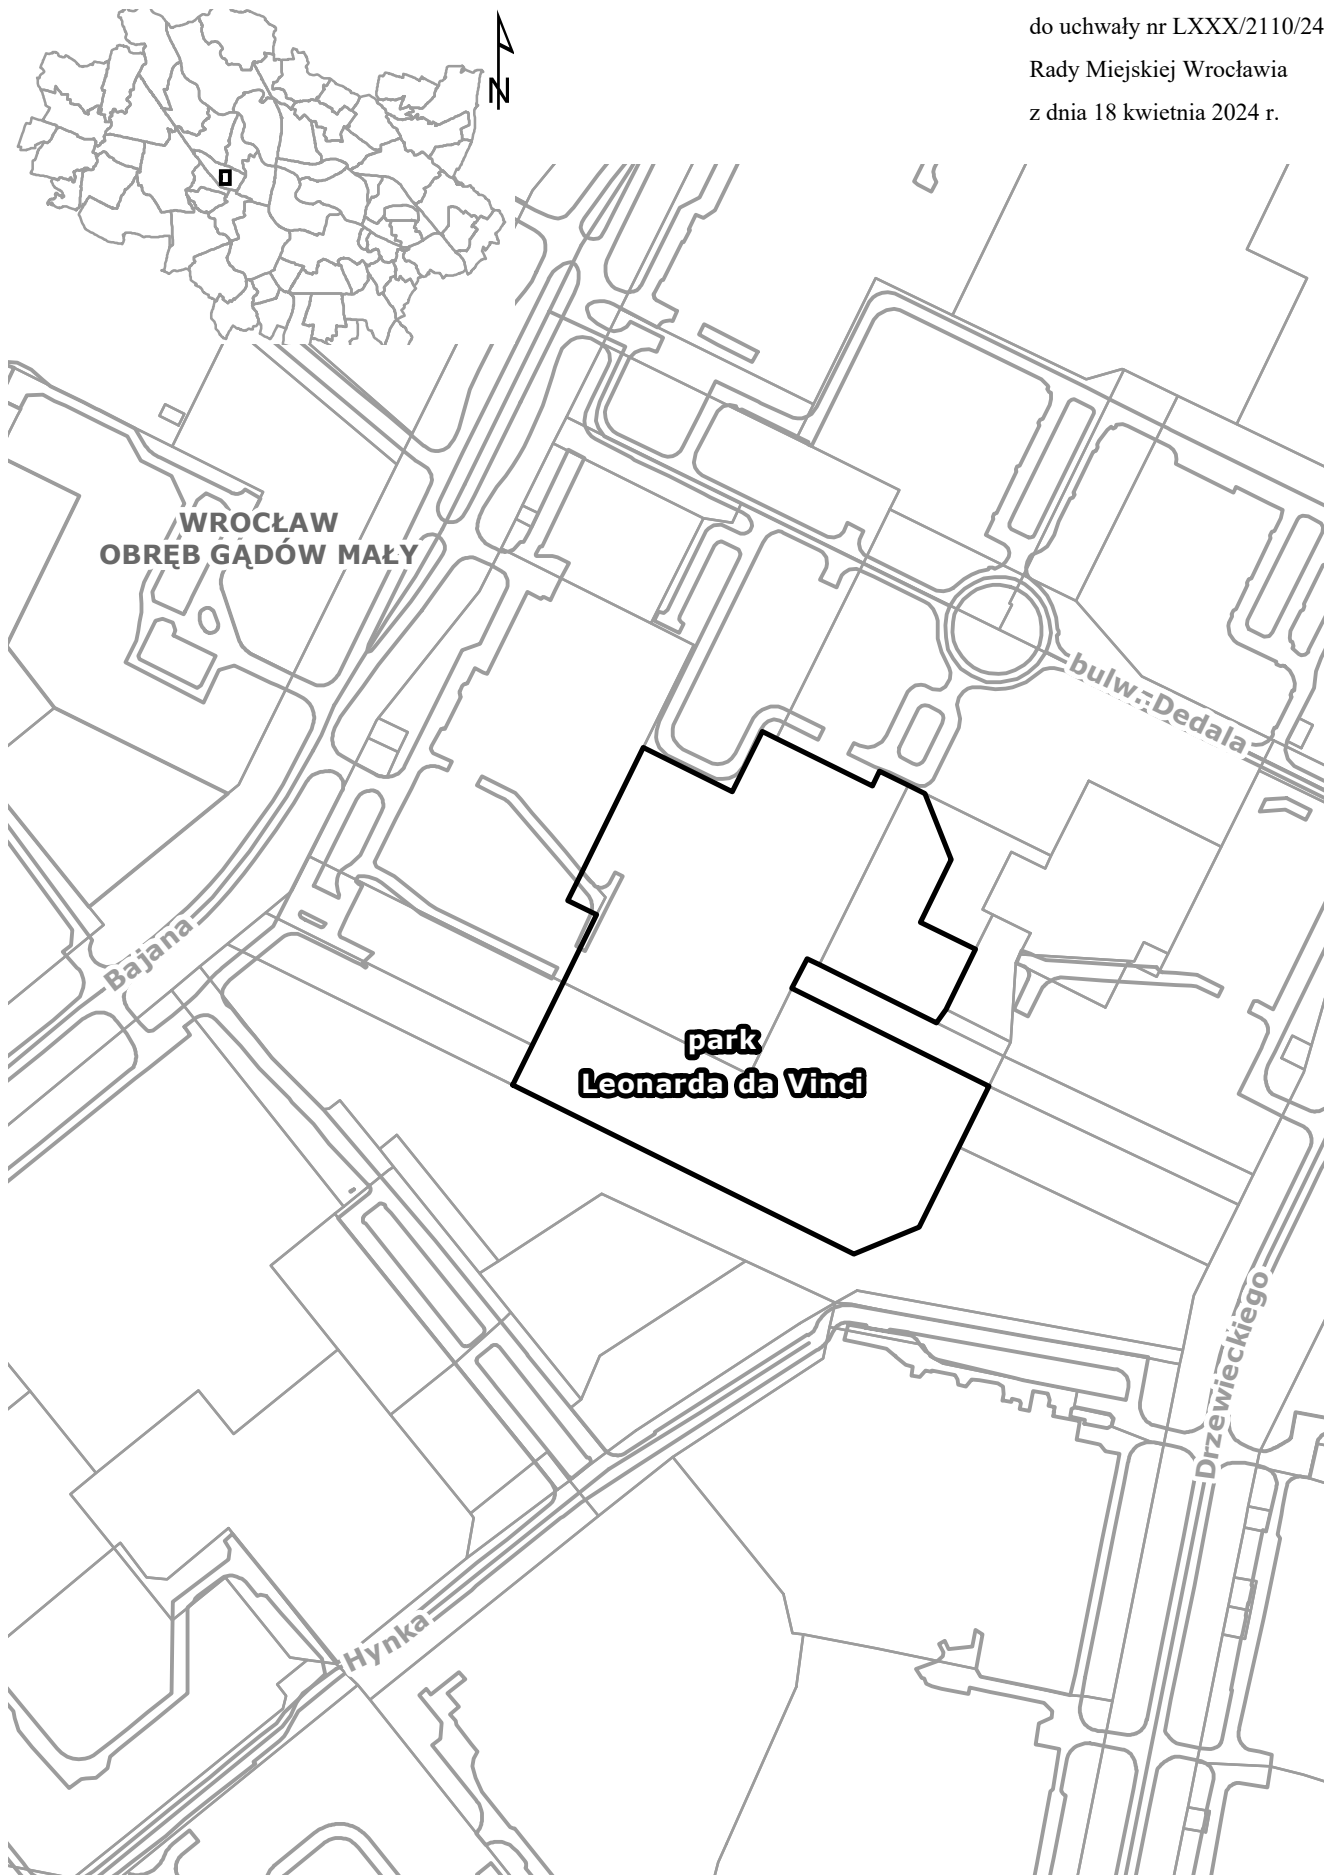 do uchwały nr LXXX/2110/24
Rady Miejskiej Wrocławia
z dnia 18 kwietnia 2024 r.
N
WROCŁAW
OBRĘB GĄDÓW MAŁY
bulw. Dedala
Bajana
park
Leonarda da Vinci
Drzewieckiego
Hynka